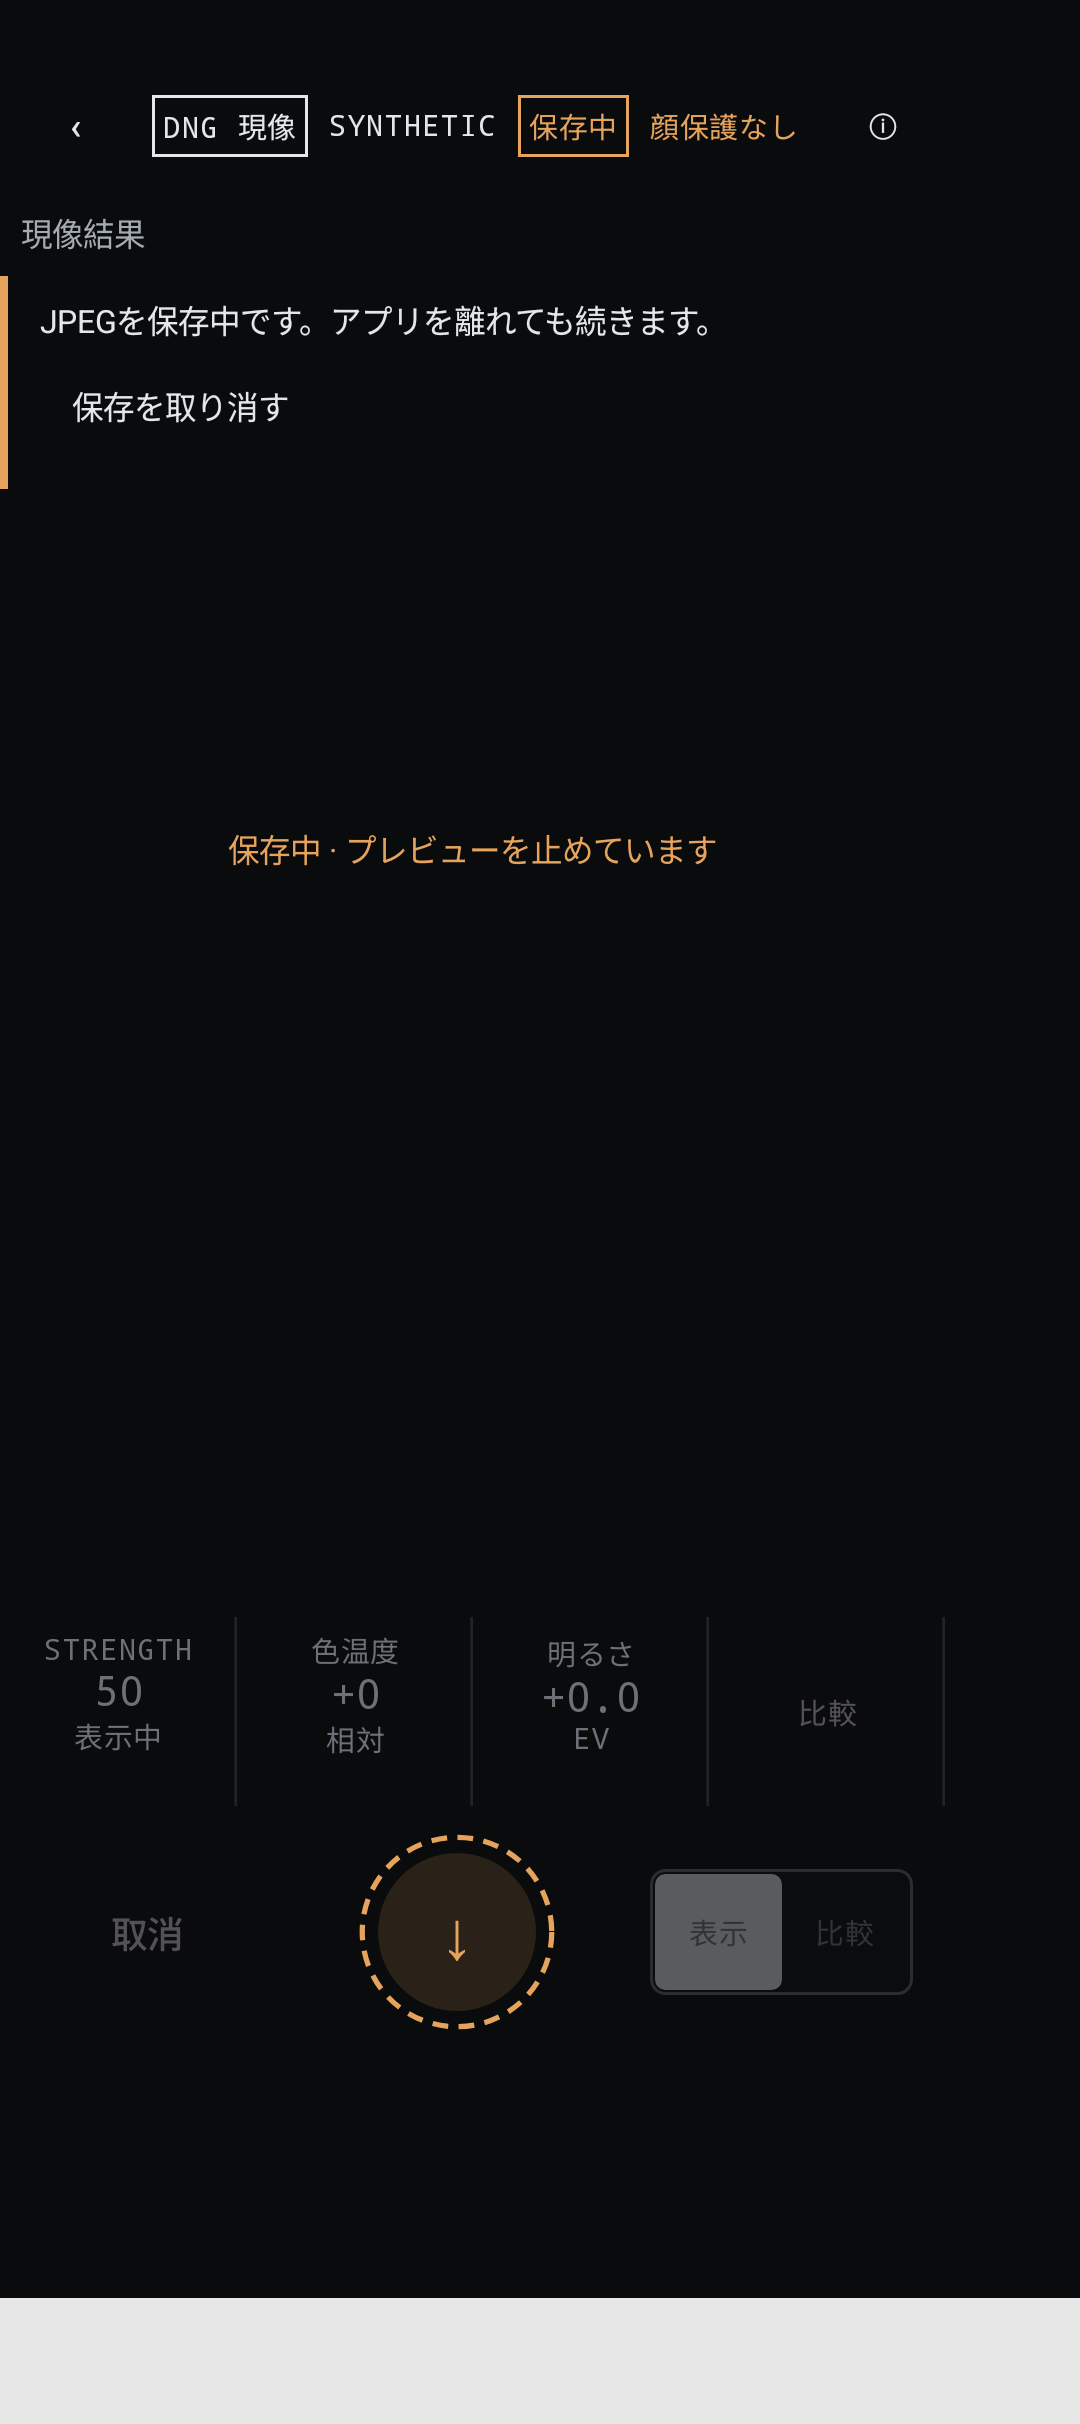 ‹ DNG 現像 SYNTHETIC 保存中 顔保護なし ⓘ
現像結果
JPEGを保存中です。アプリを離れても続きます。
保存を取り消す
保存中 · プレビューを止めています
STRENGTH
50
表示中
色温度
+0
相対
明るさ
+0.0
EV
比較
取消
↓
表示 比較